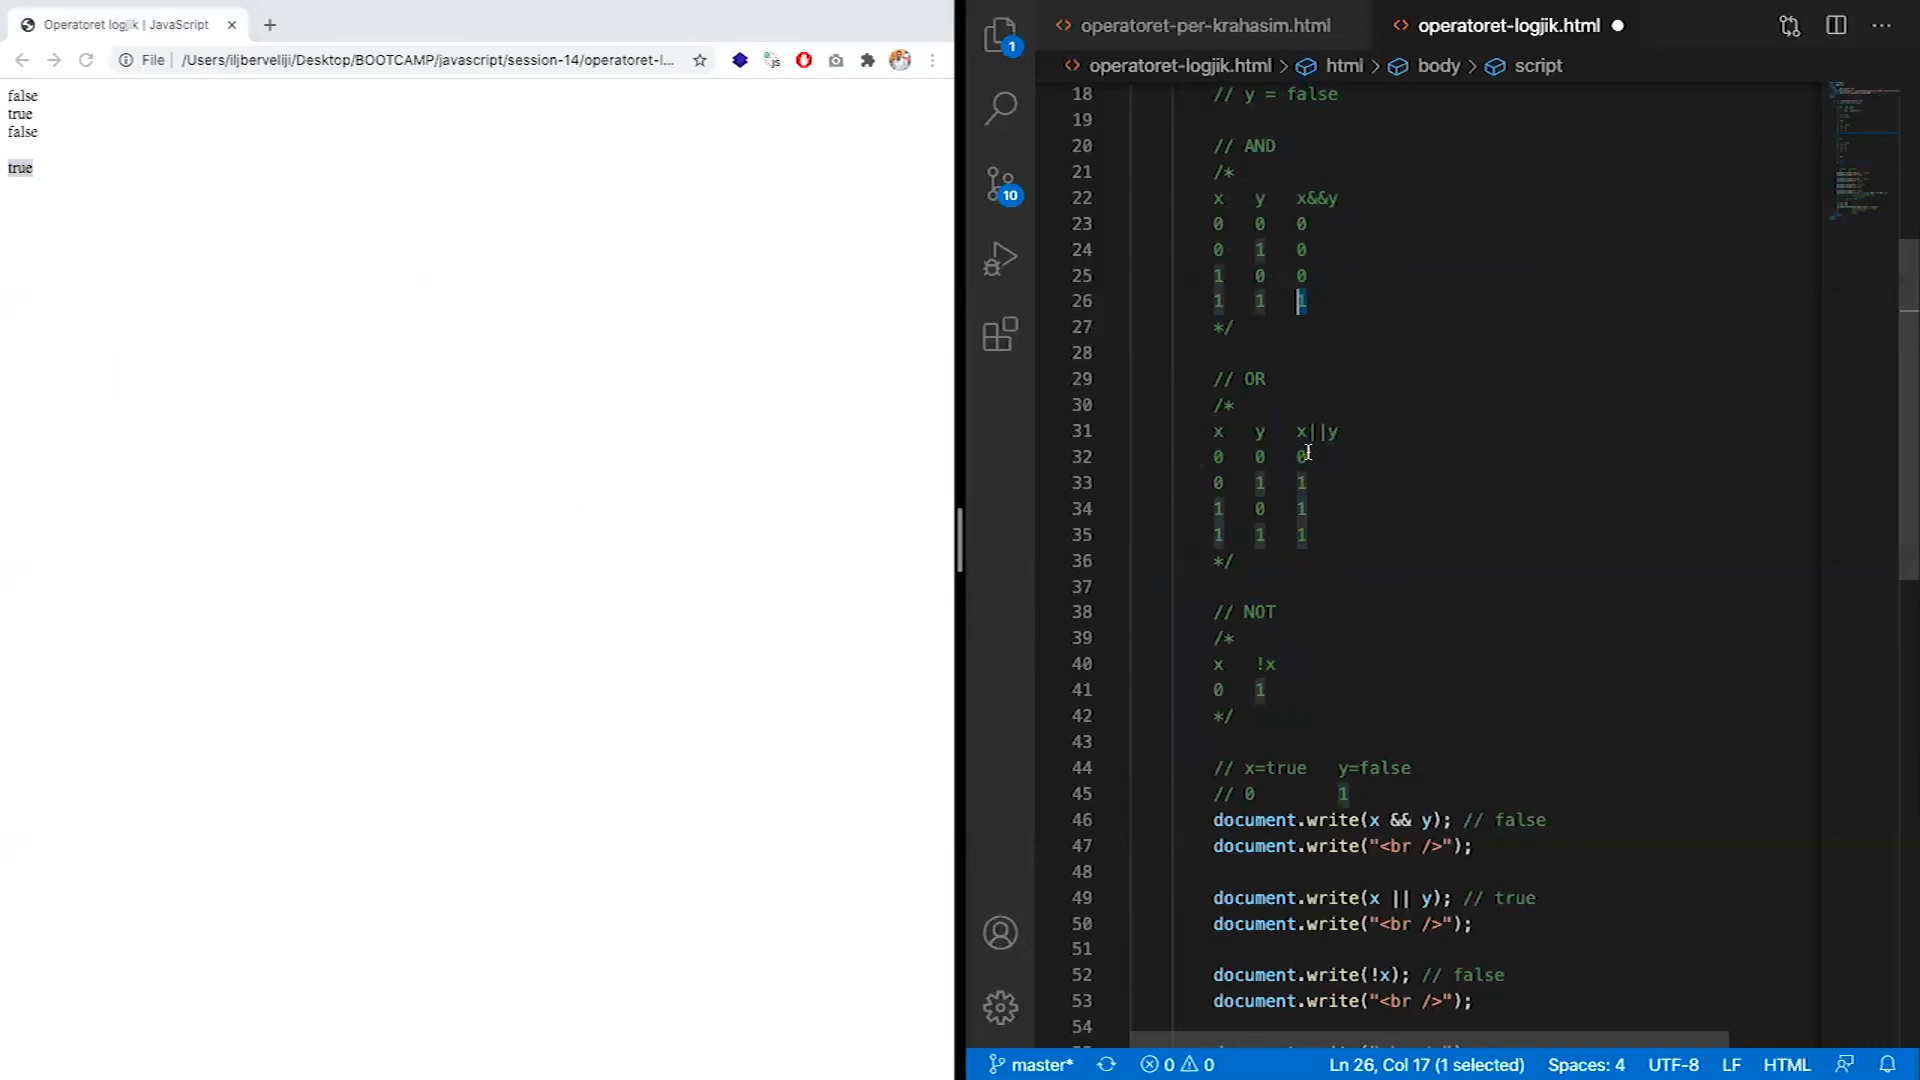 Operatoret logjik | JavaScript
File /Users/iljberveliji/Desktop/BOOTCAMP/javascript/session-14/operatoret-l...
false
true
false
true
operatoret-per-krahasim.html
operatoret-logjik.html
operatoret-logjik.html > html > body > script
1
10
18 // y = false
19
20 // AND
21 /*
22 x y x&&y
23 0 0 0
24 0 1 0
25 1 0 0
26 1 1 1
27 */
28
29 // OR
30 /*
31 x y x||y
32 0 0 0
33 0 1 1
34 1 0 1
35 1 1 1
36 */
37
38 // NOT
39 /*
40 x !x
41 0 1
42 */
43
44 // x=true y=false
45 // 0 1
46 document.write(x && y); // false
47 document.write("<br />");
48
49 document.write(x || y); // true
50 document.write("<br />");
51
52 document.write(!x); // false
53 document.write("<br />");
54
master* 0 0 Ln 26, Col 17 (1 selected) Spaces: 4 UTF-8 LF HTML